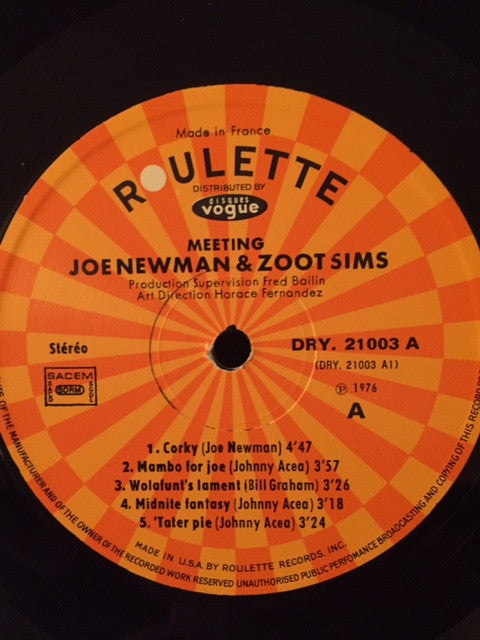 Made in France
ROULETTE
DISTRIBUTED BY
disques
vogue
MEETING
JOE NEWMAN & ZOOT SIMS
Production Supervision Fred Bailin
Art Direction Horace Fernandez
Stéréo
DRY. 21003 A
(DRY. 21003 A1)
SACEM
SACD
SDRM
SGDL
℗ 1976
A
1. Corky (Joe Newman) 4'47
2. Mambo for joe (Johnny Acea) 3'57
3. Wolafunt's lament (Bill Graham) 3'26
4. Midnite fantasy (Johnny Acea) 3'18
5. 'Tater pie (Johnny Acea) 3'24
MADE IN U.S.A. BY ROULETTE RECORDS, INC.
OF THE MANUFACTURER AND OF THE OWNER OF THE RECORDED WORK RESERVED UNAUTHORISED PUBLIC PERFOMANCE BROADCASTING AND COPYING OF THIS RECORD